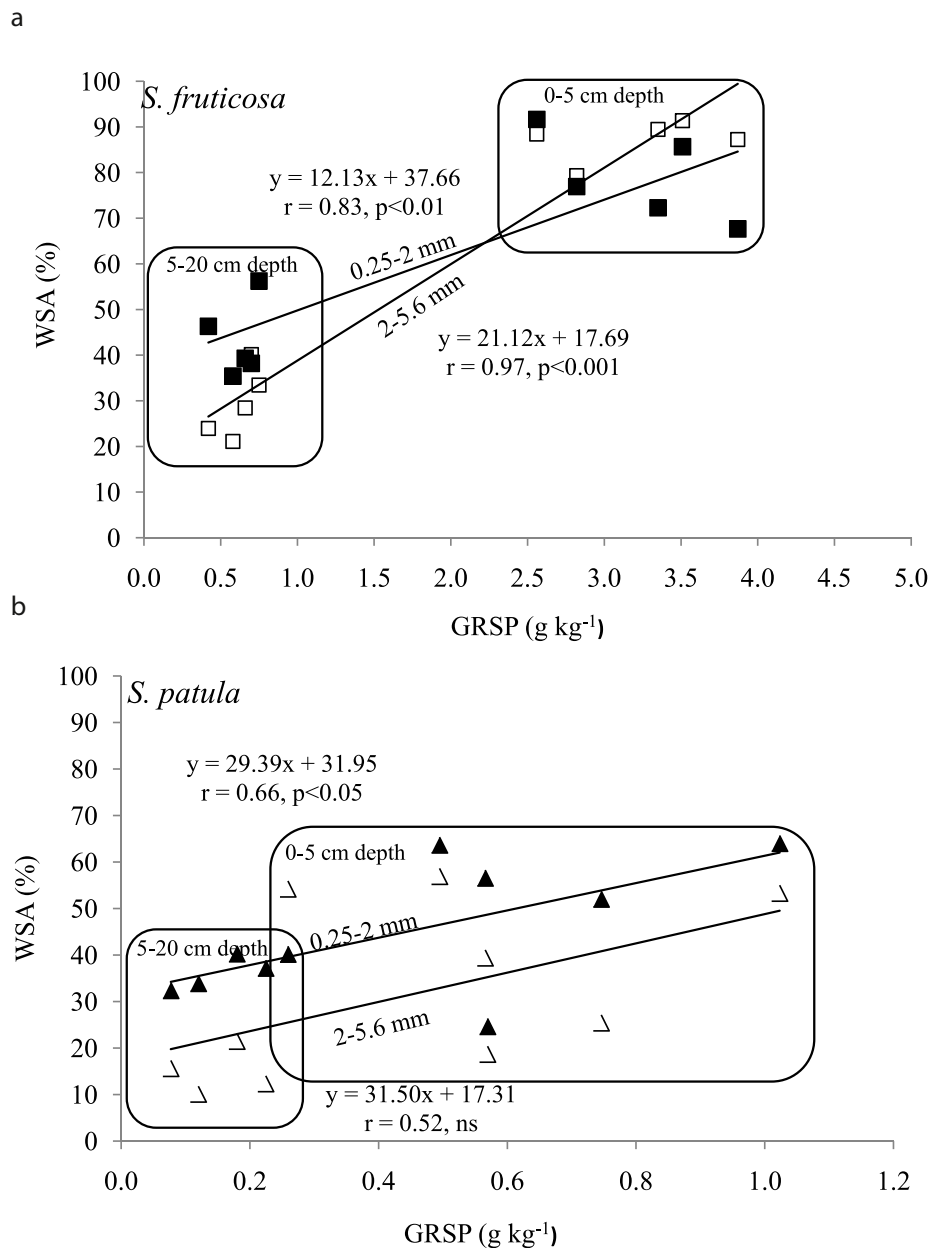 a
S. fruticosa
0-5 cm depth
y = 12.13x + 37.66
r = 0.83, p<0.01
5-20 cm depth
0.25-2 mm
2-5.6 mm
y = 21.12x + 17.69
r = 0.97, p<0.001
WSA (%)
100
90
80
70
60
50
40
30
20
10
0
0.0 0.5 1.0 1.5 2.0 2.5 3.0 3.5 4.0 4.5 5.0
GRSP (g kg⁻¹)
b
S. patula
y = 29.39x + 31.95
r = 0.66, p<0.05
0-5 cm depth
5-20 cm depth
0.25-2 mm
2-5.6 mm
y = 31.50x + 17.31
r = 0.52, ns
WSA (%)
100
90
80
70
60
50
40
30
20
10
0
0.0 0.2 0.4 0.6 0.8 1.0 1.2
GRSP (g kg⁻¹)